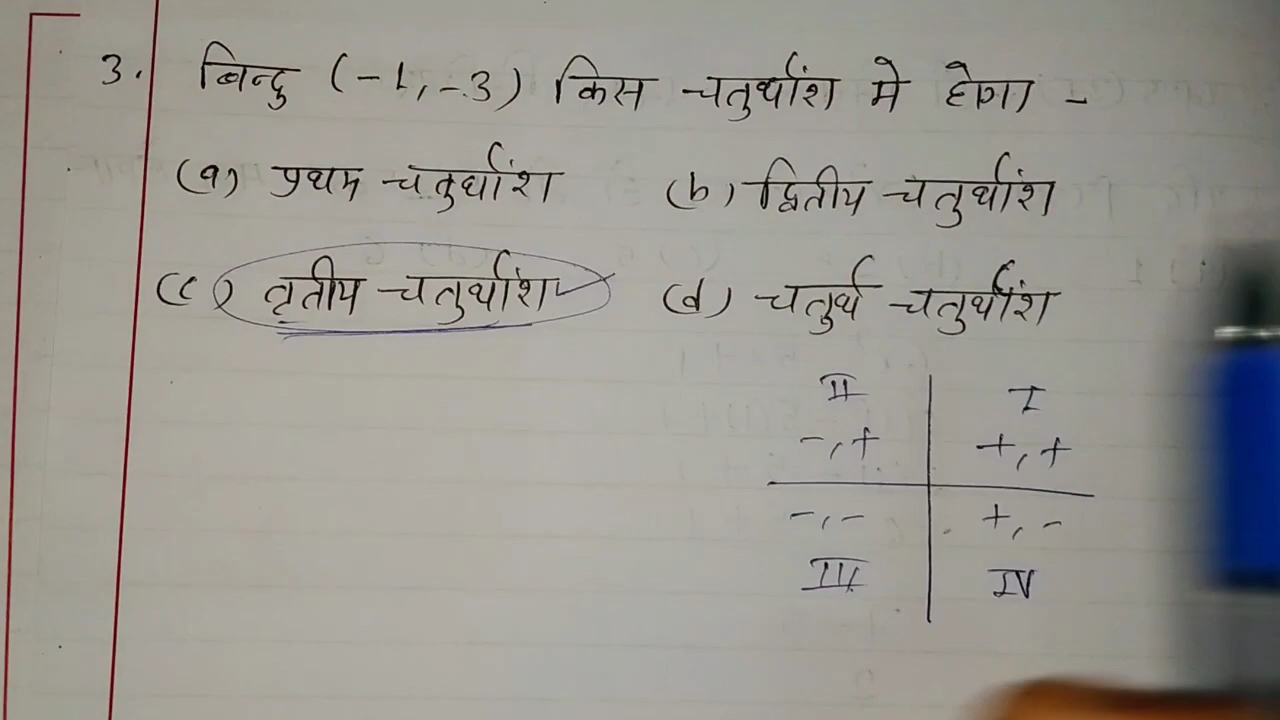 3. बिन्दु (-1,-3) किस चतुर्थांश मे होगा -
(a) प्रथम चतुर्थांश (b) द्वितीय चतुर्थांश
(c) तृतीय चतुर्थांश (d) चतुर्थ चतुर्थांश
II I
-,+ +,+
-,- +,-
III IV